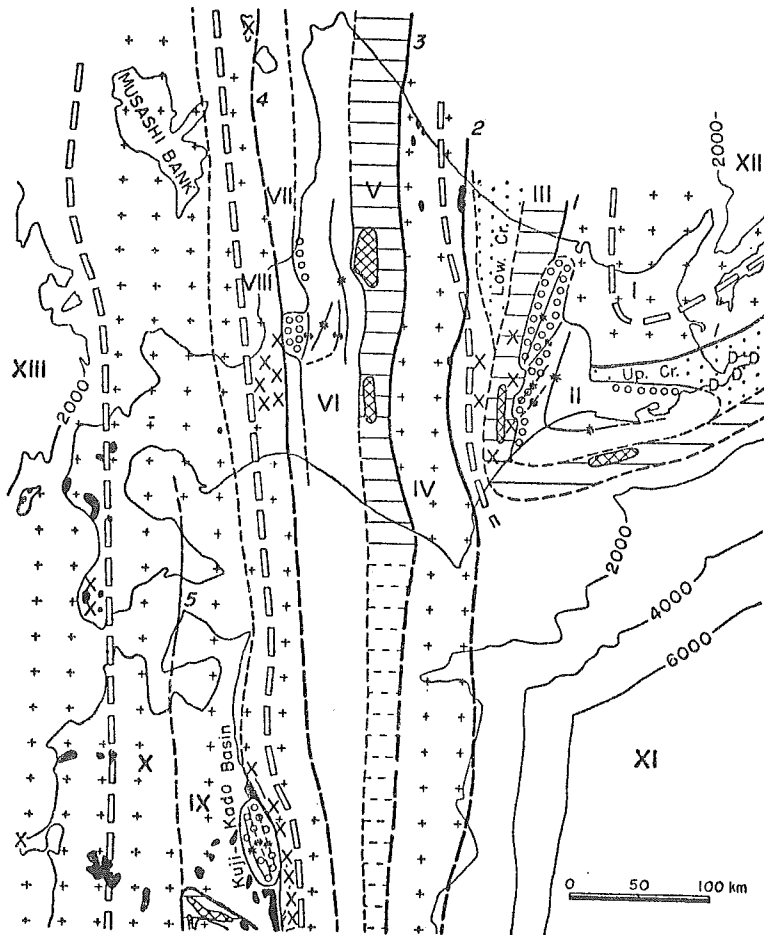 3
4
MUSASHI BANK
2
2000
XII
VII
V
III
1
Low. Cr.
I
VIII
XIII
2000
Up. Cr.
D
D
D
VI
II
IV
2000
5
4000
6000
X
IX
Kuji-Kado Basin
XI
0 50 100 km